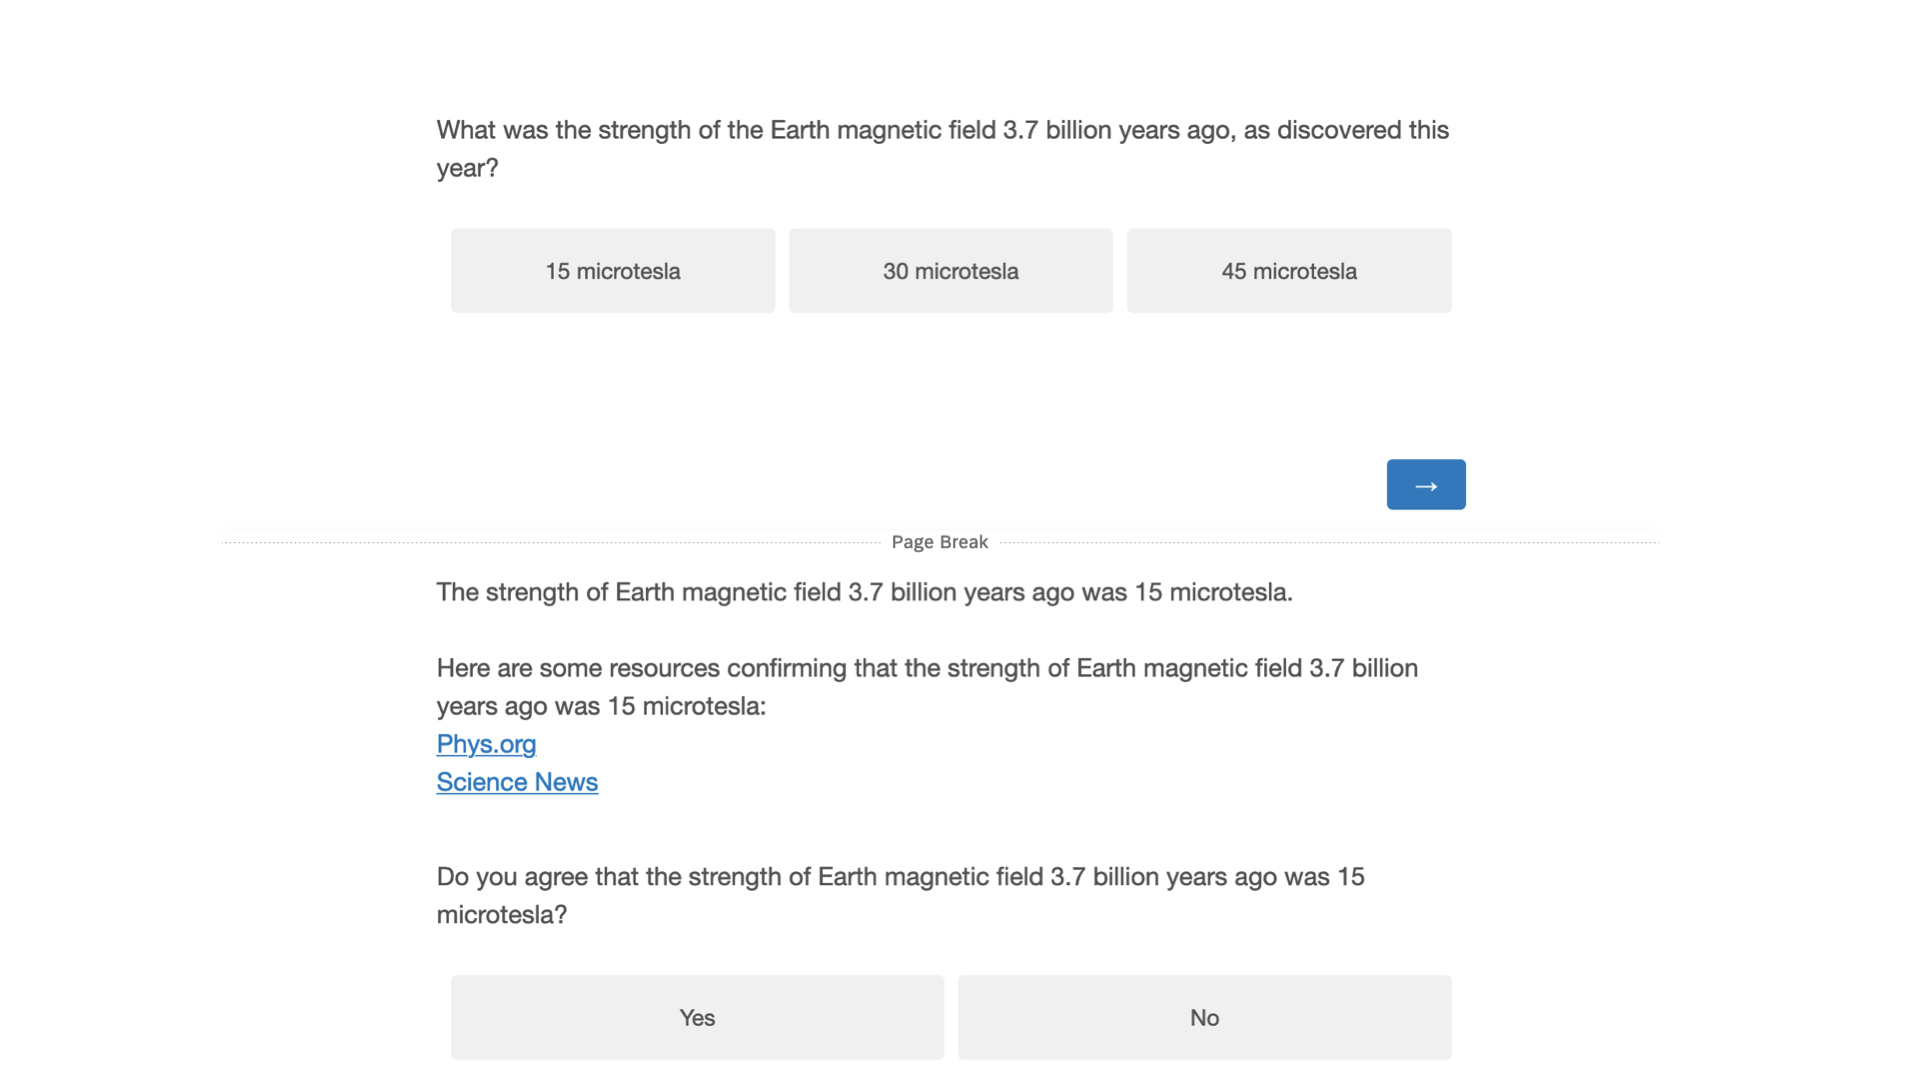 What was the strength of the Earth magnetic field 3.7 billion years ago, as discovered this
year?
15 microtesla
30 microtesla
45 microtesla
→
Page Break
The strength of Earth magnetic field 3.7 billion years ago was 15 microtesla.
Here are some resources confirming that the strength of Earth magnetic field 3.7 billion
years ago was 15 microtesla:
Phys.org
Science News
Do you agree that the strength of Earth magnetic field 3.7 billion years ago was 15
microtesla?
Yes
No